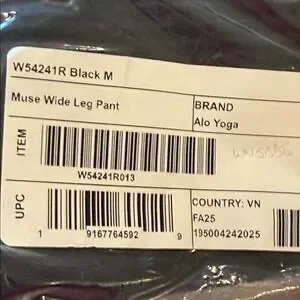 W54241R Black M
Muse Wide Leg Pant
BRAND
Alo Yoga
ITEM
W54241R013
UPC
1 9167764592 9
COUNTRY: VN
FA25
195004242025